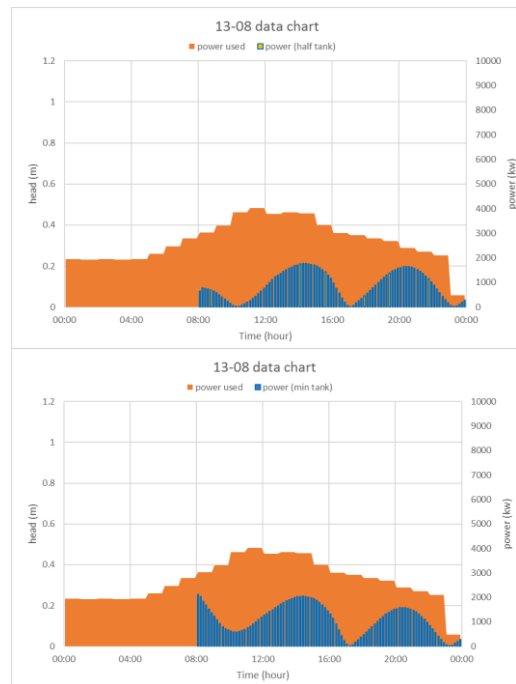 13-08 data chart
power used power (half tank)
1.2 10000
9000
1 8000
0.8 7000
6000
0.6 5000
4000
0.4 3000
0.2 2000
1000
0 0
00:00 04:00 08:00 12:00 16:00 20:00 00:00
head (m)
power (kw)
Time (hour)
13-08 data chart
power used power (min tank)
1.2 10000
9000
1 8000
0.8 7000
6000
0.6 5000
4000
0.4 3000
0.2 2000
1000
0 0
00:00 04:00 08:00 12:00 16:00 20:00 00:00
head (m)
power (kw)
Time (hour)